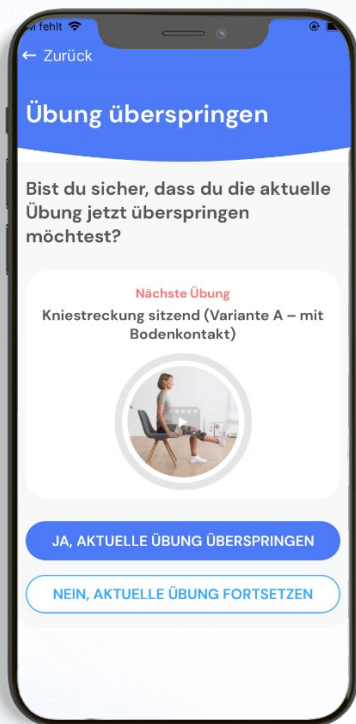 fehlt
← Zurück
Übung überspringen
Bist du sicher, dass du die aktuelle
Übung jetzt überspringen
möchtest?
Nächste Übung
Kniestreckung sitzend (Variante A – mit
Bodenkontakt)
JA, AKTUELLE ÜBUNG ÜBERSPRINGEN
NEIN, AKTUELLE ÜBUNG FORTSETZEN